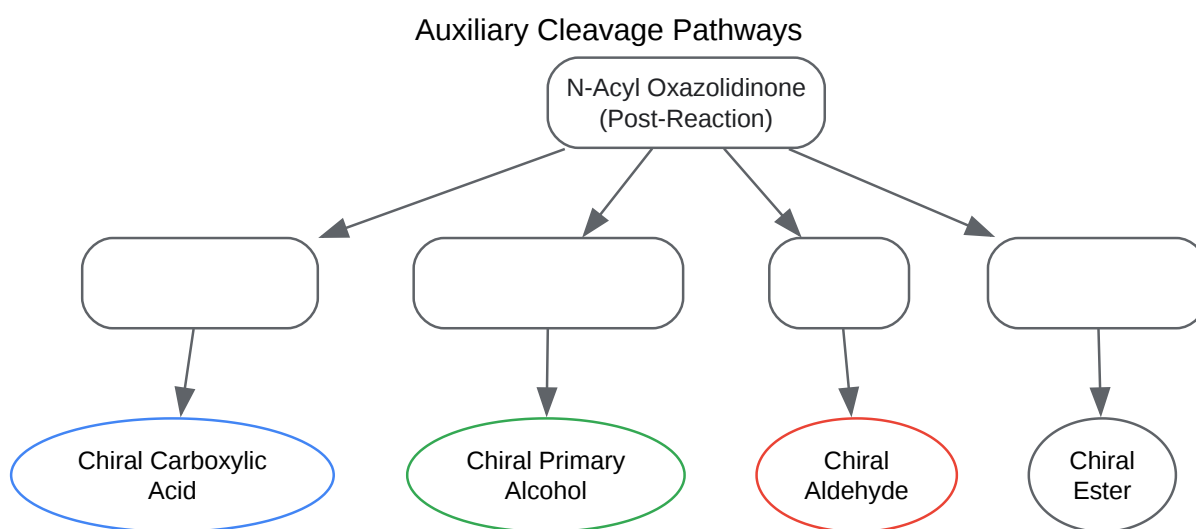 Auxiliary Cleavage Pathways
N-Acyl Oxazolidinone
(Post-Reaction)
Chiral Carboxylic
Acid
Chiral Primary
Alcohol
Chiral
Aldehyde
Chiral
Ester